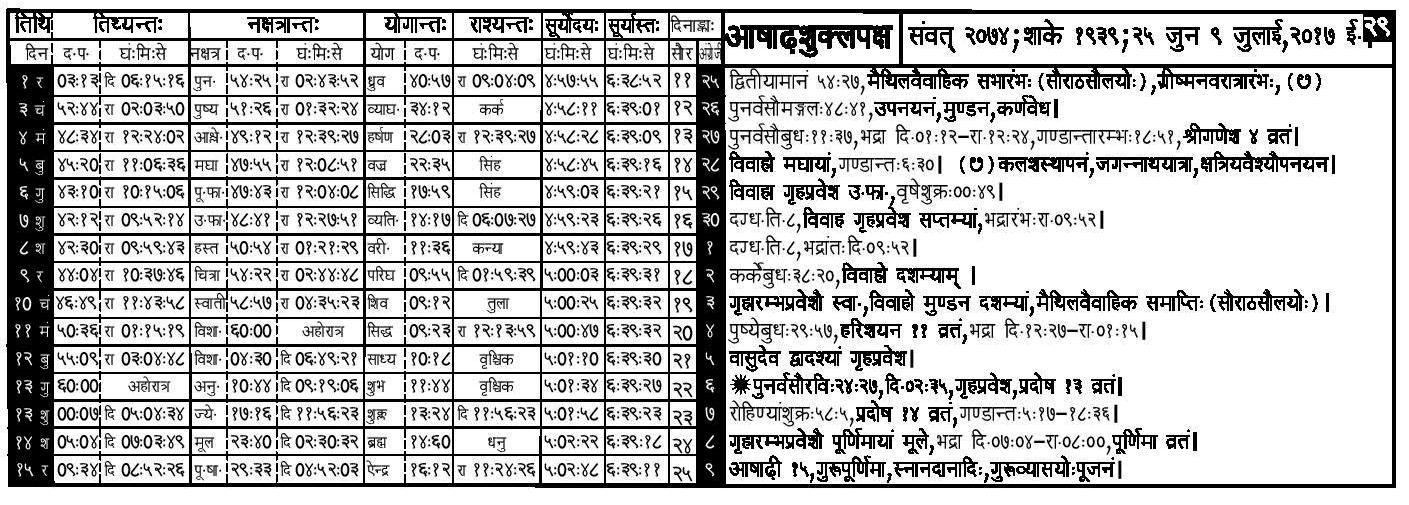 तिथि तिथ्यन्तः नक्षत्रान्तः योगान्तः राश्यन्तः सूर्योदयः सूर्यास्तः दिनाङ्काः आषाढ़शुक्लपक्ष संवत् २०७४;शाके १९३९;२५ जुन ९ जुलाई,२०१७ ई. २९
दिन द.प. घं:मि:से नक्षत्र द.प. घं:मि:से योग द.प. घं:मि:से घं:मि:से घं:मि:से सौर अंग्रेजी
१ र ०३:१३ दि ०६:१५:१६ पुन. ५४:२५ रा ०२:४३:५२ ध्रुव ४०:५७ रा ०९:०४:०९ ४:५७:५५ ६:३८:५२ ११ २५ द्वितीयामानं ५४:२७,मैथिलवैवाहिक सभारंभः (सौराठसौलयोः),ग्रीष्मनवरात्रारंभः, (७)
३ चं ५२:४४ रा ०२:०३:५० पुष्य ५१:२६ रा ०१:३२:२४ व्याघ. ३४:१२ कर्क ४:५८:११ ६:३९:०१ १२ २६ पुनर्वसौमङ्गलः४८:४१,उपनयनं,मुण्डन,कर्णवेध|
४ मं ४८:३४ रा १२:२४:०२ आश्ले. ४९:१२ रा १२:३९:२७ हर्षण २८:०३ रा १२:३९:२७ ४:५८:२८ ६:३९:०९ १३ २७ पुनर्वसौबुधः११:३७,भद्रा दि.०१:१२–रा.१२:२४,गण्डान्तारम्भः१८:५१,श्रीगणेश ४ व्रतं|
५ बु ४५:२० रा ११:०६:३६ मघा ४७:५५ रा १२:०८:५१ वज्र २२:३५ सिंह ४:५८:४५ ६:३९:१६ १४ २८ विवाहे मघायां,गण्डान्तः६:३०| (७) कलशस्थापनं,जगन्नाथयात्रा,क्षत्रियवैश्यौपनयन|
६ गु ४३:१० रा १०:१५:०६ पू.फा. ४७:४३ रा १२:०४:०८ सिद्धि १७:५९ सिंह ४:५९:०३ ६:३९:२१ १५ २९ विवाह गृहप्रवेश उ.फा.,वृषेशुक्रः००:४९|
७ शु ४२:१२ रा ०९:५२:१४ उ.फा. ४८:४१ रा १२:२७:५१ व्यति. १४:१७ दि ०६:०७:२७ ४:५९:२३ ६:३९:२६ १६ ३० दग्ध.ति.८,विवाह गृहप्रवेश सप्तम्यां,भद्रारंभःरा.०९:५२|
८ श ४२:३० रा ०९:५९:४३ हस्त ५०:५४ रा ०१:२१:२९ वरी. ११:३६ कन्या ४:५९:४३ ६:३९:२९ १७ १ दग्ध.ति.८,भद्रांतःदि.०९:५२|
९ र ४४:०४ रा १०:३७:४६ चित्रा ५४:२२ रा ०२:४४:४८ परिघ ०९:५५ दि ०१:५९:३९ ५:००:०३ ६:३९:३१ १८ २ कर्केबुधः३८:२०,विवाहे दशम्याम् |
१० चं ४६:४९ रा ११:४३:५८ स्वाती ५८:५७ रा ०४:३५:२३ शिव ०९:१२ तुला ५:००:२५ ६:३९:३२ १९ ३ गृहारम्भप्रवेशौ स्वा.,विवाहे मुण्डन दशम्यां,मैथिलवैवाहिक समाप्तिः (सौराठसौलयोः) |
११ मं ५०:३६ रा ०१:१५:१९ विशा. ६०:०० अहोरात्र सिद्ध ०९:२३ रा १२:१३:५९ ५:००:४७ ६:३९:३२ २० ४ पुष्येबुधः२९:५७,हरिशयन ११ व्रतं,भद्रा दि.१२:२७–रा.०१:१५|
१२ बु ५५:०९ रा ०३:०४:४८ विशा. ०४:३० दि ०६:४९:२१ साध्य १०:१८ वृश्चिक ५:०१:१० ६:३९:३० २१ ५ वासुदेव द्वादश्यां गृहप्रवेश|
१३ गु ६०:०० अहोरात्र अनु. १०:४४ दि ०९:१९:०६ शुभ ११:४४ वृश्चिक ५:०१:३४ ६:३९:२७ २२ ६ ✹पुनर्वसौरविः२४:२७,दि.०२:३५,गृहप्रवेश,प्रदोष १३ व्रतं|
१३ शु ००:०७ दि ०५:०४:३४ ज्ये. १७:१६ दि ११:५६:२३ शुक्ल १३:२४ दि ११:५६:२३ ५:०१:५८ ६:३९:२३ २३ ७ रोहिण्यांशुक्रः५८:५,प्रदोष १४ व्रतं,गण्डान्तः५:१७–१८:३६|
१४ श ०५:०४ दि ०७:०३:४९ मूल २३:४० दि ०२:३०:३२ ब्रह्म १४:६० धनु ५:०२:२२ ६:३९:१८ २४ ८ गृहारम्भप्रवेशौ पूर्णिमायां मूले,भद्रा दि.०७:०४–रा.०८:००,पूर्णिमा व्रतं|
१५ र ०९:३४ दि ०८:५२:२६ पू.षा. २९:३३ दि ०४:५२:०३ ऐन्द्र १६:१२ रा ११:२४:२६ ५:०२:४८ ६:३९:११ २५ ९ आषाढ़ी १५,गुरूपूर्णिमा,स्नानदानादिः,गुरूव्यासयोःपूजनं|